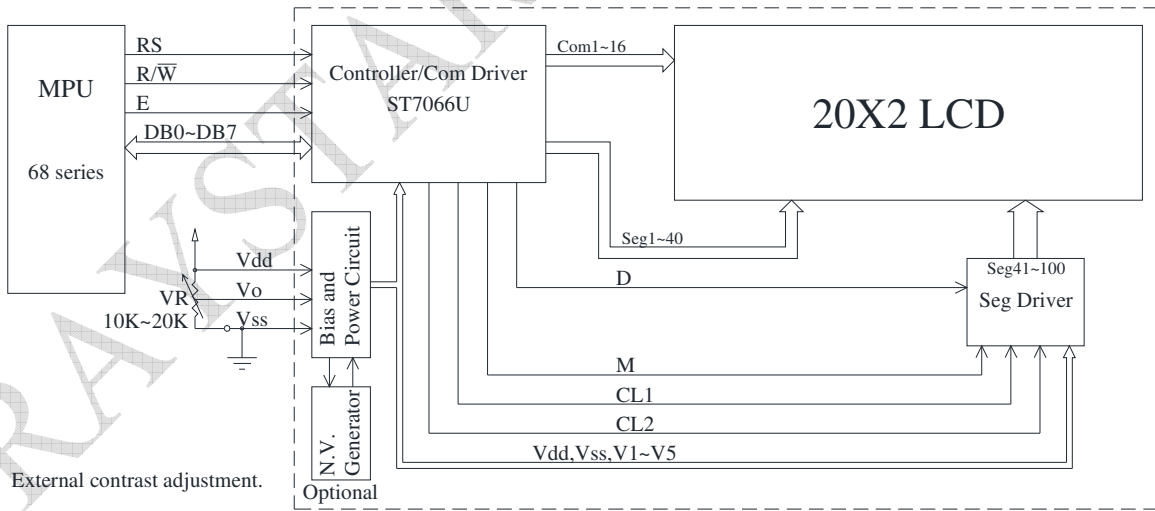 MPU
68 series
RS
R/W̅
E
DB0~DB7
Controller/Com Driver
ST7066U
Com1~16
20X2 LCD
Seg1~40
Seg41~100
Seg Driver
D
M
CL1
CL2
Vdd,Vss,V1~V5
Vdd
Vo
VR
10K~20K
Vss
Bias and
Power Circuit
N.V.
Generator
Optional
External contrast adjustment.
RAYSTAR